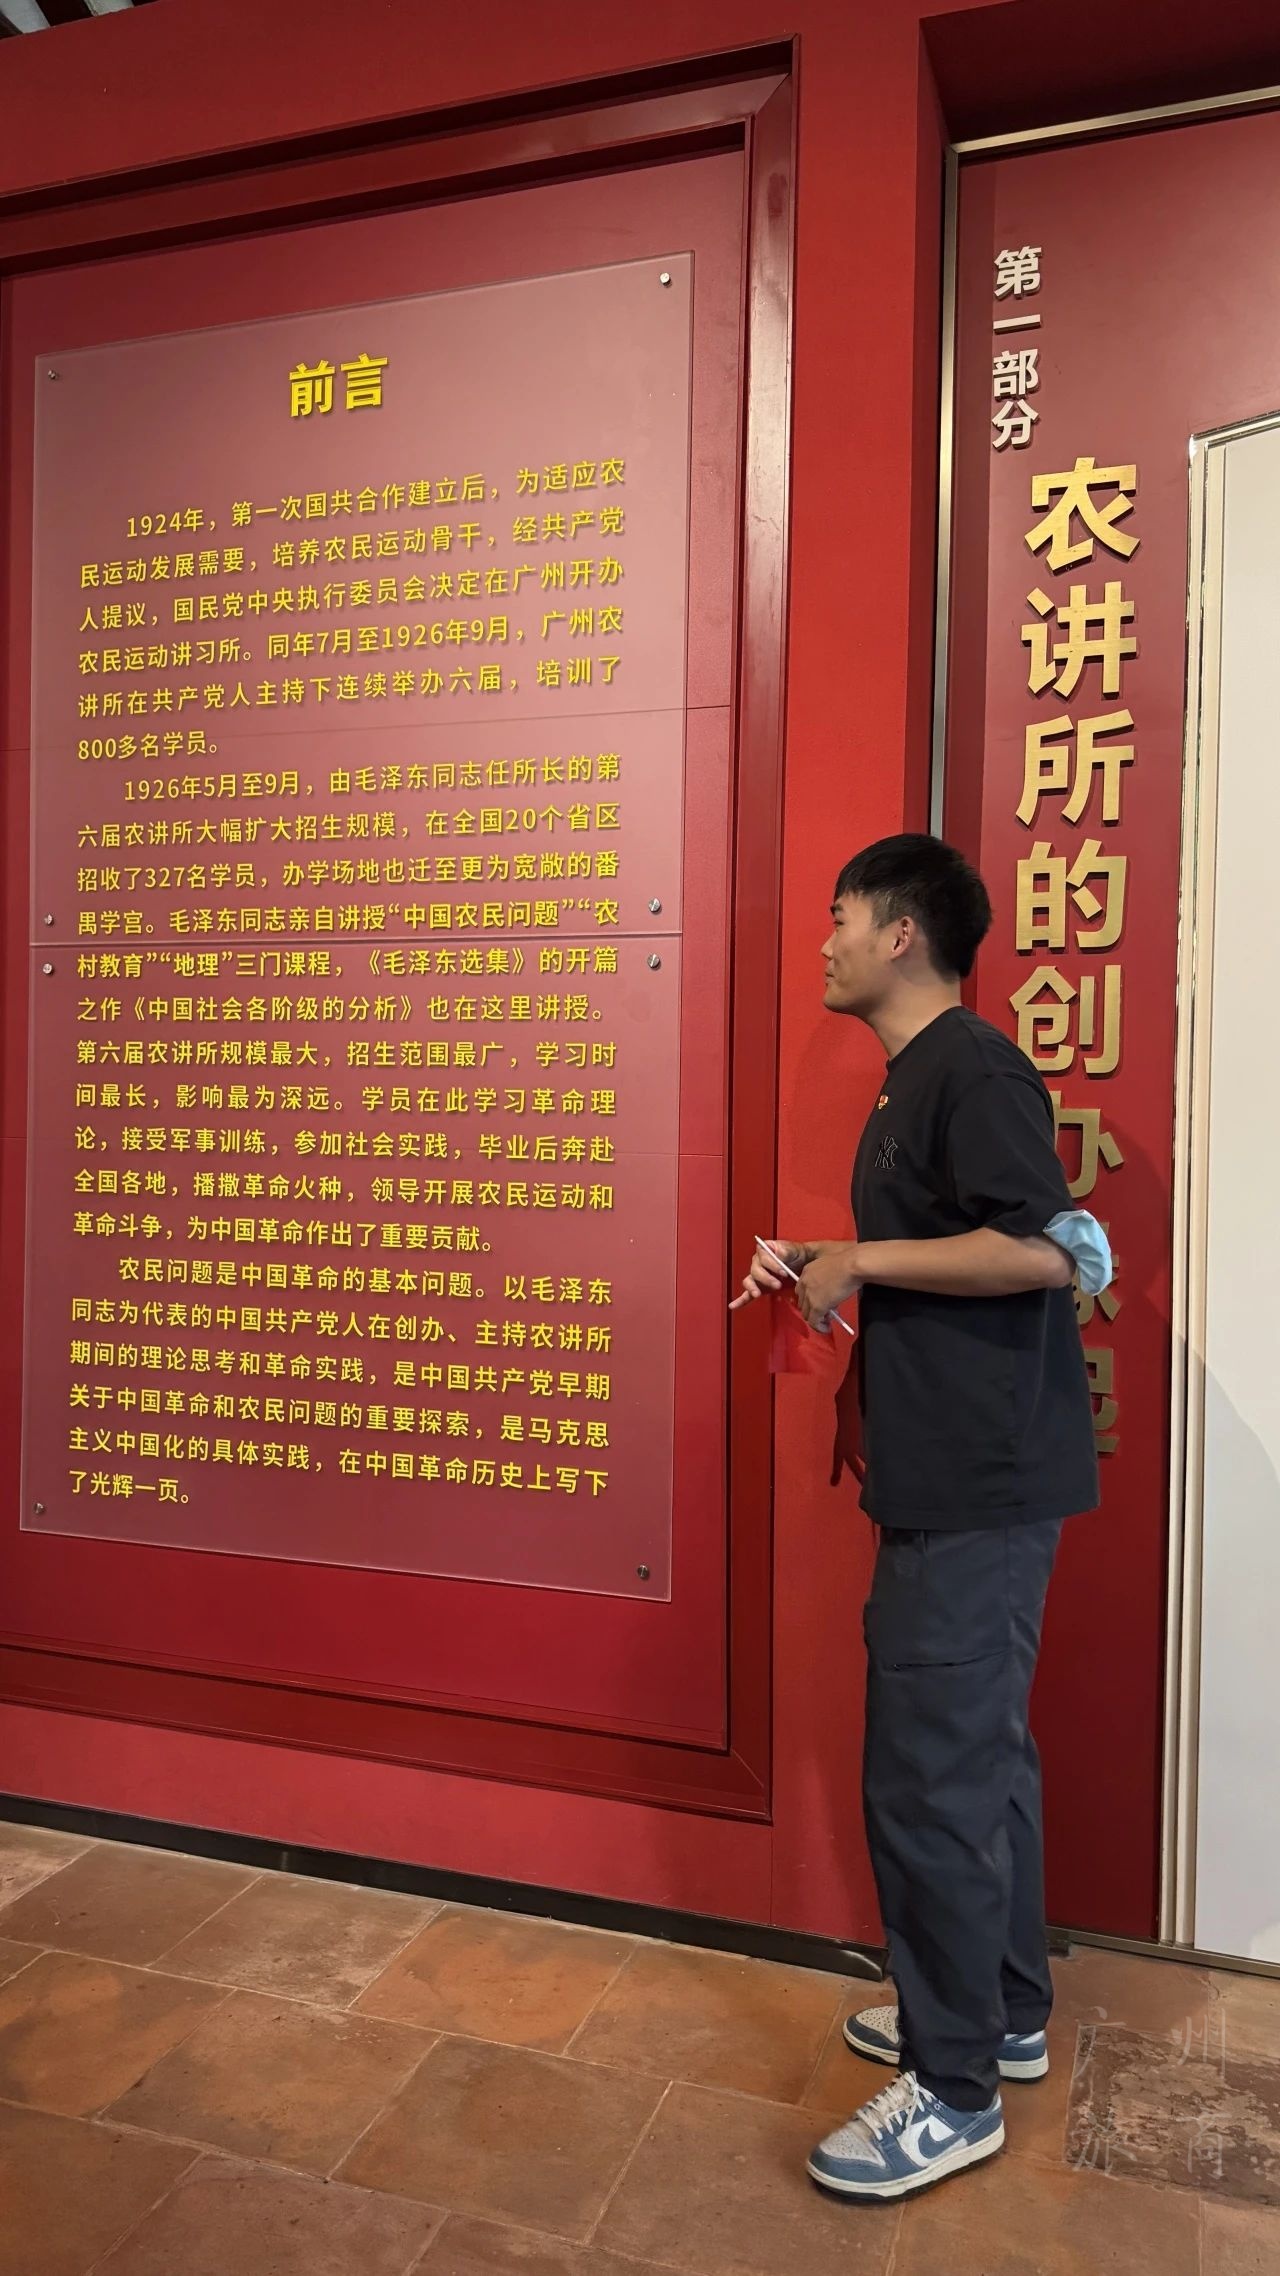 前言
1924年，第一次国共合作建立后，为适应农
民运动发展需要，培养农民运动骨干，经共产党
人提议，国民党中央执行委员会决定在广州开办
农民运动讲习所。同年7月至1926年9月，广州农
讲所在共产党人主持下连续举办六届，培训了
800多名学员。
1926年5月至9月，由毛泽东同志任所长的第
六届农讲所大幅扩大招生规模，在全国20个省区
招收了327名学员，办学场地也迁至更为宽敞的番
禺学宫。毛泽东同志亲自讲授“中国农民问题”“农
村教育”“地理”三门课程，《毛泽东选集》的开篇
之作《中国社会各阶级的分析》也在这里讲授。
第六届农讲所规模最大，招生范围最广，学习时
间最长，影响最为深远。学员在此学习革命理
论，接受军事训练，参加社会实践，毕业后奔赴
全国各地，播撒革命火种，领导开展农民运动和
革命斗争，为中国革命作出了重要贡献。
农民问题是中国革命的基本问题。以毛泽东
同志为代表的中国共产党人在创办、主持农讲所
期间的理论思考和革命实践，是中国共产党早期
关于中国革命和农民问题的重要探索，是马克思
主义中国化的具体实践，在中国革命历史上写下
了光辉一页。
第一部分
农讲所的创办
NY
广州
旅商